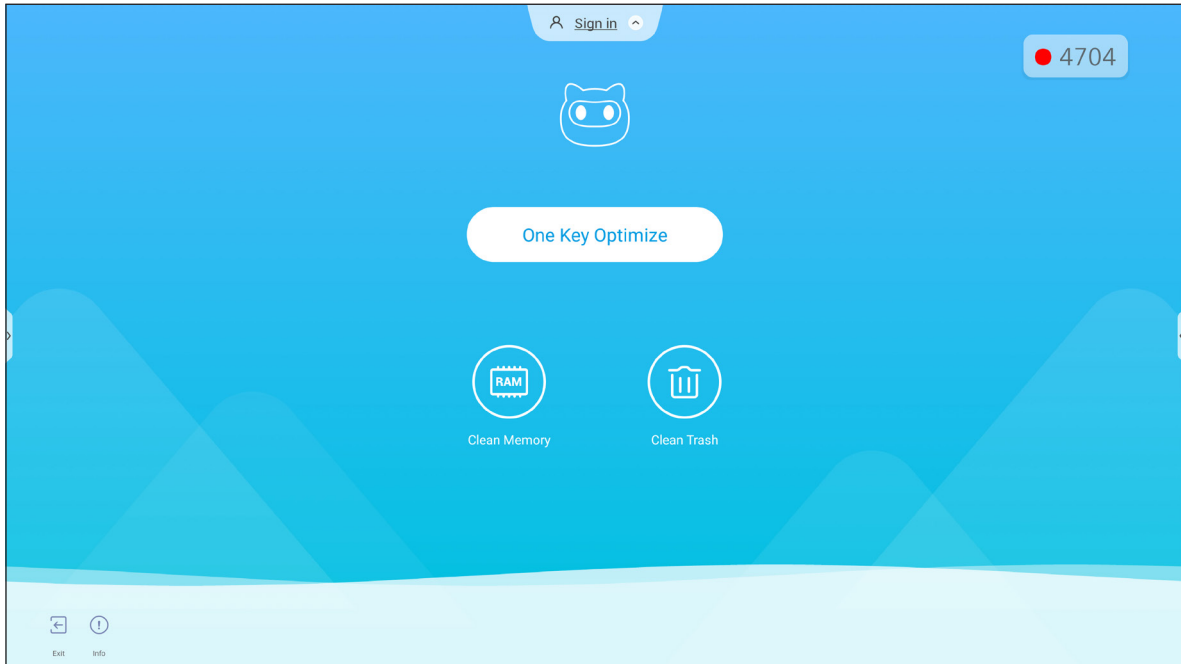 Sign in
4704
One Key Optimize
RAM
Clean Memory
Clean Trash
Exit
Info